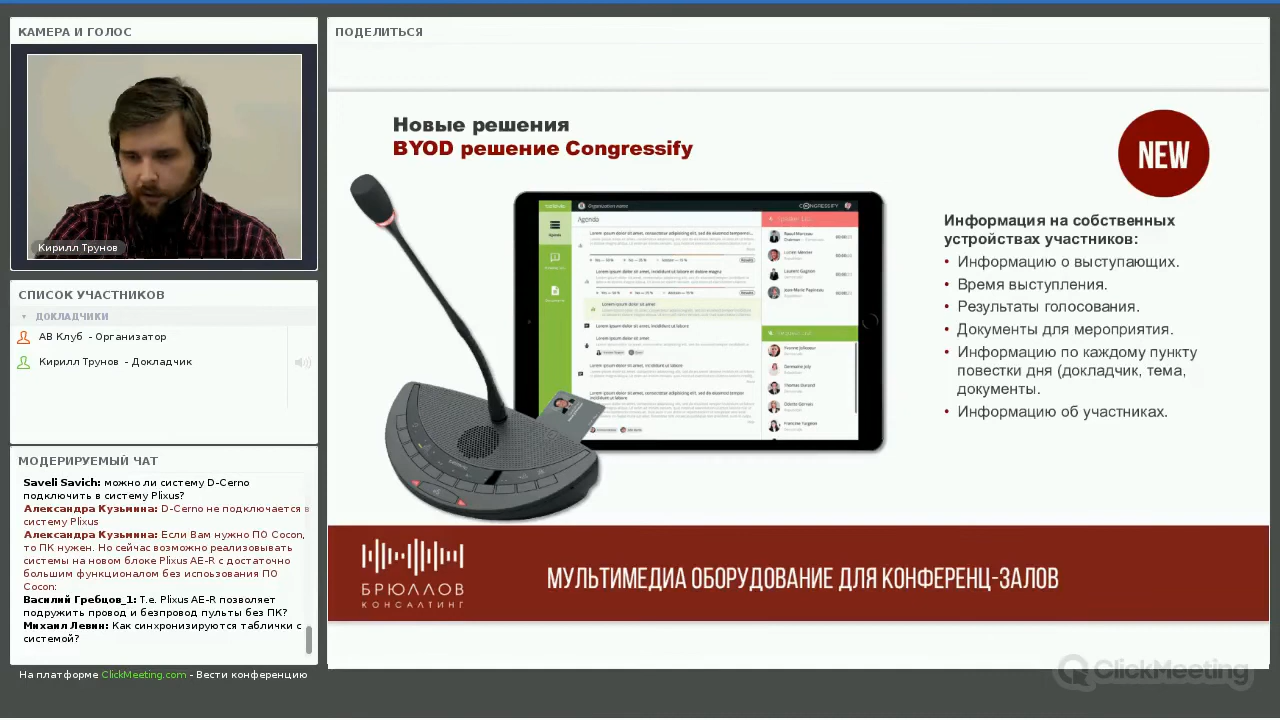 КАМЕРА И ГОЛОС
Кирилл Трунов
СПИСОК УЧАСТНИКОВ
ДОКЛАДЧИКИ
АВ Клуб - Организатор
Кирилл Трунов - Докладчик
МОДЕРИРУЕМЫЙ ЧАТ
Saveli Savich: можно ли систему D-Cerno
подключить в систему Plixus?
Александра Кузьмина: D-Cerno не подключается в
систему Plixus
Александра Кузьмина: Если Вам нужно ПО Cocon,
то ПК нужен. Но сейчас возможно реализовывать
системы на новом блоке Plixus AE-R с достаточно
большим функционалом без испоьзования ПО
Cocon:
Василий Гребцов_1: Т.е. Plixus AE-R позволяет
подружить провод и безпровод пульты без ПК?
Михаил Левин: Как синхронизируются таблички с
системой?
На платформе ClickMeeting.com - Вести конференцию
ПОДЕЛИТЬСЯ
Новые решения
BYOD решение Congressify
NEW
Organization name
CONGRESSIFY
Agenda
Информация на собственных
устройствах участников:
• Информацию о выступающих.
• Время выступления.
• Результаты голосования.
• Документы для мероприятия.
• Информацию по каждому пункту
повестки дня (докладчик, тема,
документы.
• Информацию об участниках.
БРЮЛЛОВ
КОНСАЛТИНГ
МУЛЬТИМЕДИА ОБОРУДОВАНИЕ ДЛЯ КОНФЕРЕНЦ-ЗАЛОВ
ClickMeeting